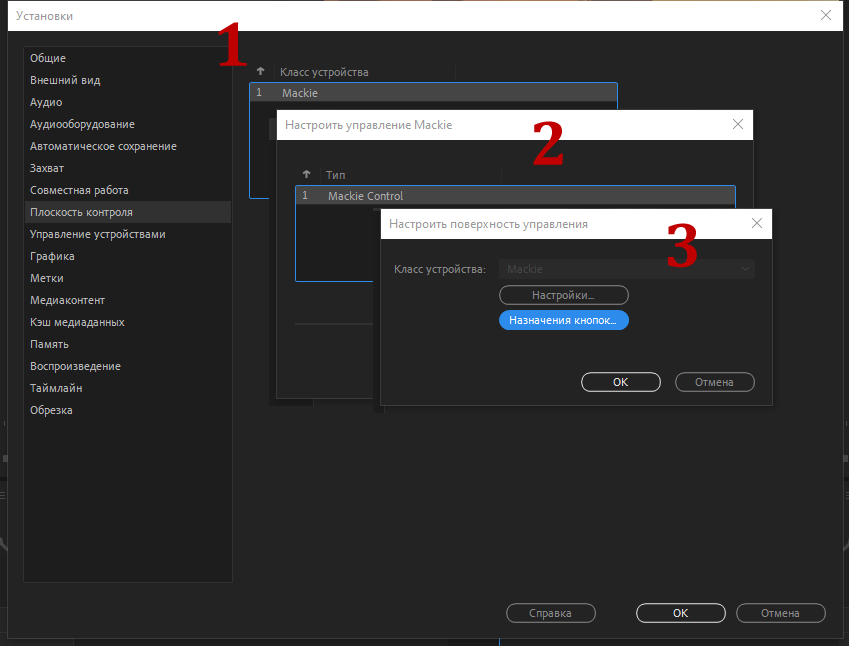 Установки
1
Общие
Внешний вид
Аудио
Аудиооборудование
Автоматическое сохранение
Захват
Совместная работа
Плоскость контроля
Управление устройствами
Графика
Метки
Медиаконтент
Кэш медиаданных
Память
Воспроизведение
Таймлайн
Обрезка
Класс устройства
1 Mackie
Настроить управление Mackie
2
Тип
1 Mackie Control
Настроить поверхность управления
3
Класс устройства: Mackie
Настройки...
Назначения кнопок...
OK Отмена
Справка OK Отмена